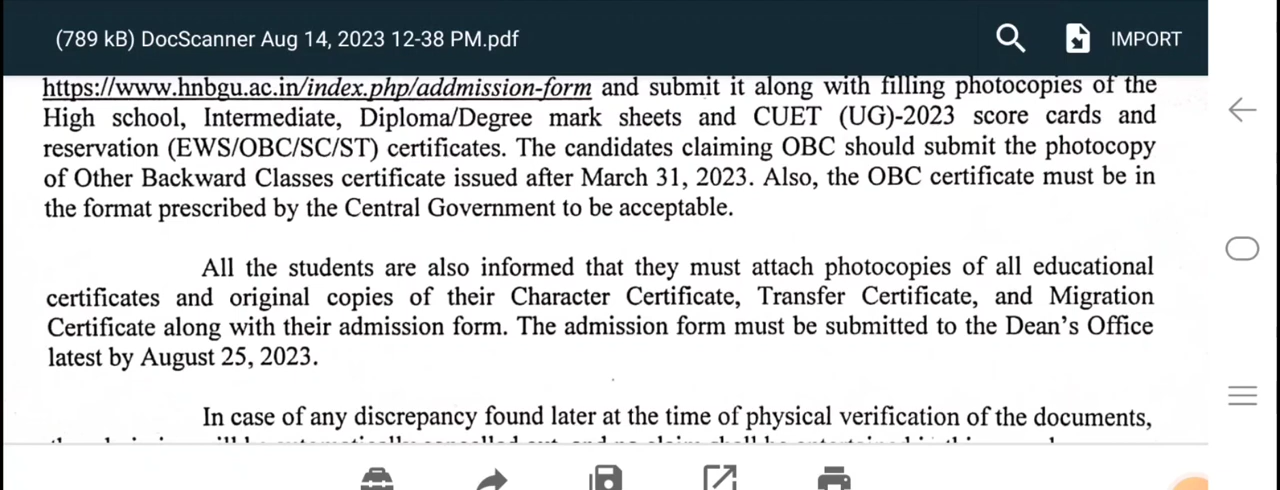 (789 kB) DocScanner Aug 14, 2023 12-38 PM.pdf
IMPORT
https://www.hnbgu.ac.in/index.php/addmission-form and submit it along with filling photocopies of the
High school, Intermediate, Diploma/Degree mark sheets and CUET (UG)-2023 score cards and
reservation (EWS/OBC/SC/ST) certificates. The candidates claiming OBC should submit the photocopy
of Other Backward Classes certificate issued after March 31, 2023. Also, the OBC certificate must be in
the format prescribed by the Central Government to be acceptable.
All the students are also informed that they must attach photocopies of all educational
certificates and original copies of their Character Certificate, Transfer Certificate, and Migration
Certificate along with their admission form. The admission form must be submitted to the Dean's Office
latest by August 25, 2023.
In case of any discrepancy found later at the time of physical verification of the documents,